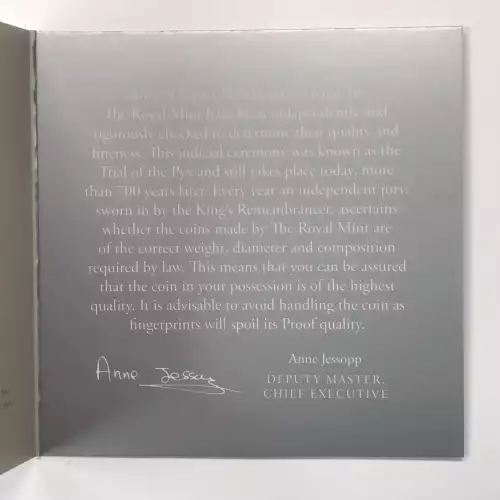 The Royal Mint have been independently and
rigorously checked to determine their quality and
fineness. This judicial ceremony was known as the
Trial of the Pyx and still takes place today, more
than 700 years later. Every year an independent jury,
sworn in by the King's Remembrancer, ascertains
whether the coins made by The Royal Mint are
of the correct weight, diameter and composition
required by law. This means that you can be assured
that the coin in your possession is of the highest
quality. It is advisable to avoid handling the coin as
fingerprints will spoil its Proof quality.
Anne Jessopp
Anne Jessopp
DEPUTY MASTER,
CHIEF EXECUTIVE